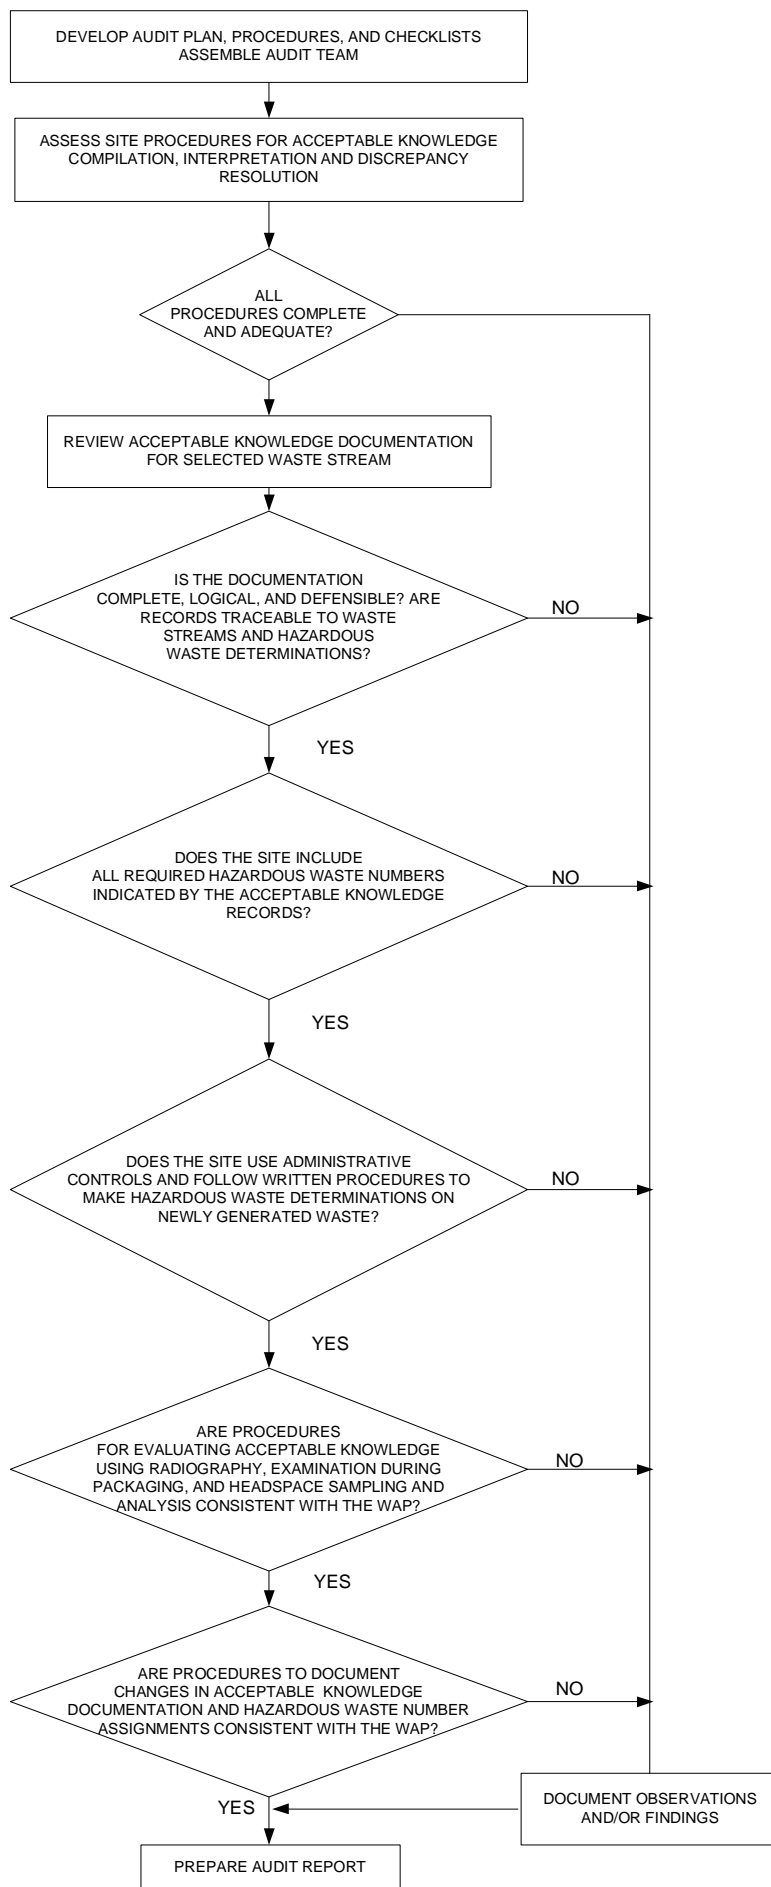 DEVELOP AUDIT PLAN, PROCEDURES, AND CHECKLISTS
ASSEMBLE AUDIT TEAM
ASSESS SITE PROCEDURES FOR ACCEPTABLE KNOWLEDGE
COMPILATION, INTERPRETATION AND DISCREPANCY
RESOLUTION
ALL
PROCEDURES COMPLETE
AND ADEQUATE?
REVIEW ACCEPTABLE KNOWLEDGE DOCUMENTATION
FOR SELECTED WASTE STREAM
IS THE DOCUMENTATION
COMPLETE, LOGICAL, AND DEFENSIBLE? ARE
RECORDS TRACEABLE TO WASTE
STREAMS AND HAZARDOUS
WASTE DETERMINATIONS?
NO
YES
DOES THE SITE INCLUDE
ALL REQUIRED HAZARDOUS WASTE NUMBERS
INDICATED BY THE ACCEPTABLE KNOWLEDGE
RECORDS?
NO
YES
DOES THE SITE USE ADMINISTRATIVE
CONTROLS AND FOLLOW WRITTEN PROCEDURES TO
MAKE HAZARDOUS WASTE DETERMINATIONS ON
NEWLY GENERATED WASTE?
NO
YES
ARE PROCEDURES
FOR EVALUATING ACCEPTABLE KNOWLEDGE
USING RADIOGRAPHY, EXAMINATION DURING
PACKAGING, AND HEADSPACE SAMPLING AND
ANALYSIS CONSISTENT WITH THE WAP?
NO
YES
ARE PROCEDURES TO DOCUMENT
CHANGES IN ACCEPTABLE KNOWLEDGE
DOCUMENTATION AND HAZARDOUS WASTE NUMBER
ASSIGNMENTS CONSISTENT WITH THE WAP?
NO
YES
DOCUMENT OBSERVATIONS
AND/OR FINDINGS
PREPARE AUDIT REPORT